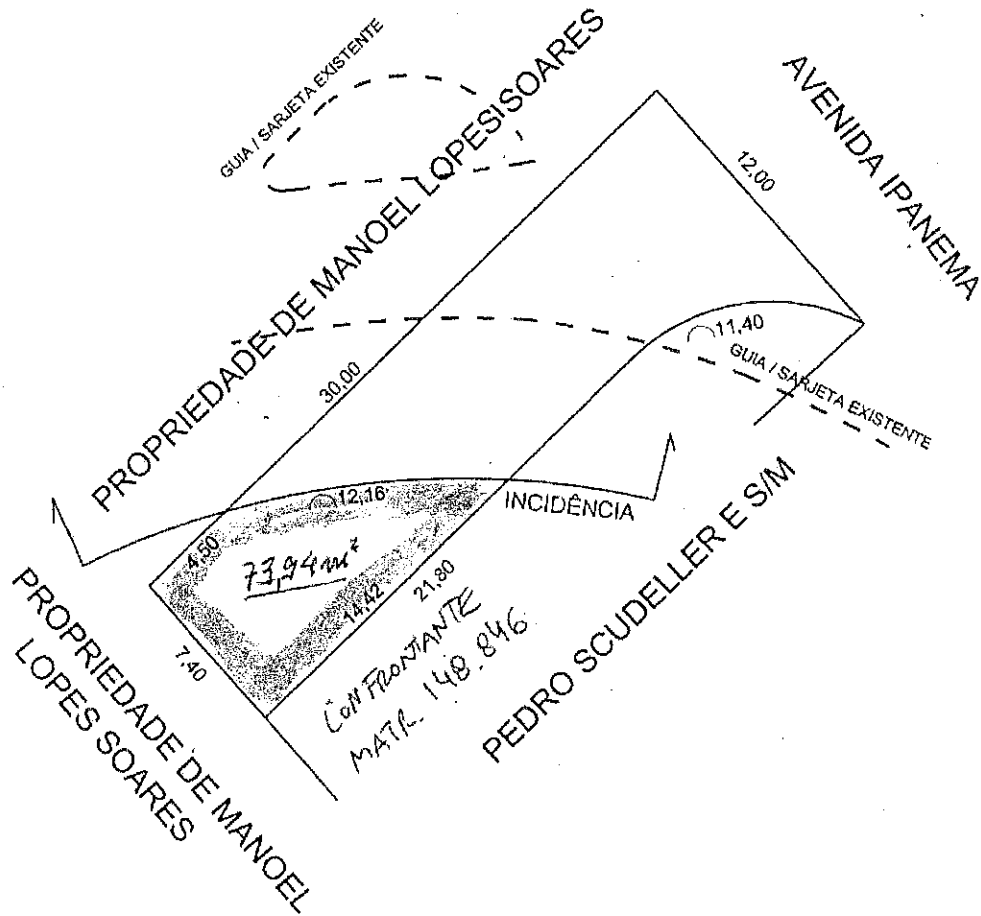 GUIA / SARJETA EXISTENTE
PROPRIEDADE DE MANOEL LOPES SOARES
AVENIDA IPANEMA
12,00
11,40
GUIA / SARJETA EXISTENTE
30,00
12,16
INCIDÊNCIA
4,50
73,94 m²
14,42
21,80
7,40
CONFRONTANTE
MATR. 148.846
PEDRO SCUDELLER E S/M
PROPRIEDADE DE MANOEL
LOPES SOARES